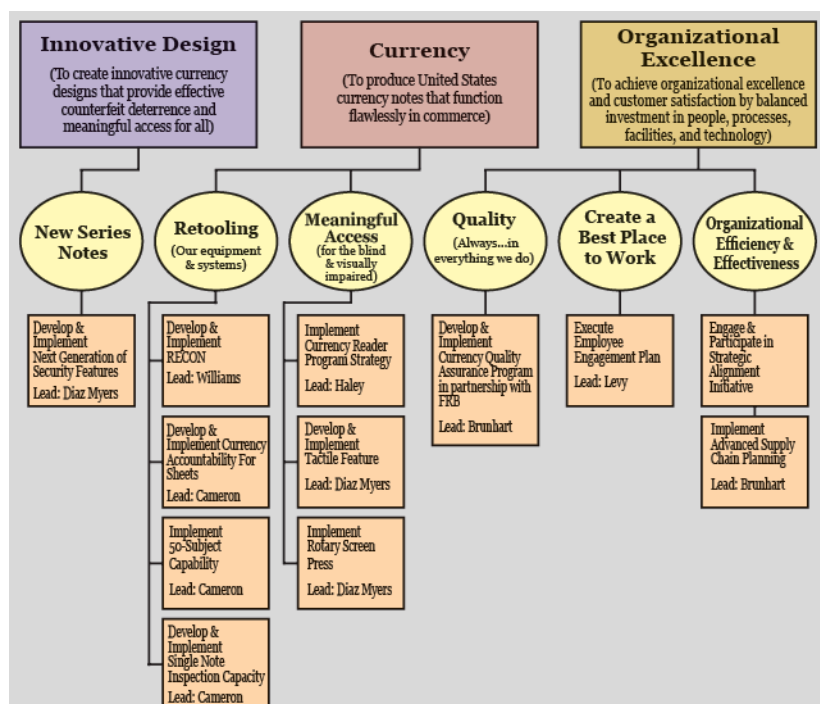 Innovative Design
(To create innovative currency
designs that provide effective
counterfeit deterrence and
meaningful access for all)
Currency
(To produce United States
currency notes that function
flawlessly in commerce)
Organizational
Excellence
(To achieve organizational excellence
and customer satisfaction by balanced
investment in people, processes,
facilities, and technology)
New Series
Notes
Retooling
(Our equipment
& systems)
Meaningful
Access
(for the blind
& visually
impaired)
Quality
(Always...in
everything we do)
Create a
Best Place
to Work
Organizational
Efficiency &
Effectiveness
Develop &
Implement
Next Generation of
Security Features
Lead: Diaz Myers
Develop &
Implement
RECON
Lead: Williams
Develop &
Implement Currency
Accountability For
Sheets
Lead: Cameron
Implement
50-Subject
Capability
Lead: Cameron
Develop &
Implement
Single Note
Inspection Capacity
Lead: Cameron
Implement
Currency Reader
Program Strategy
Lead: Haley
Develop &
Implement
Tactile Feature
Lead: Diaz Myers
Implement
Rotary Screen
Press
Lead: Diaz Myers
Develop &
Implement
Currency Quality
Assurance Program
in partnership with
FRB
Lead: Brunhart
Execute
Employee
Engagement Plan
Lead: Levy
Engage &
Participate in
Strategic
Alignment
Initiative
Implement
Advanced Supply
Chain Planning
Lead: Brunhart